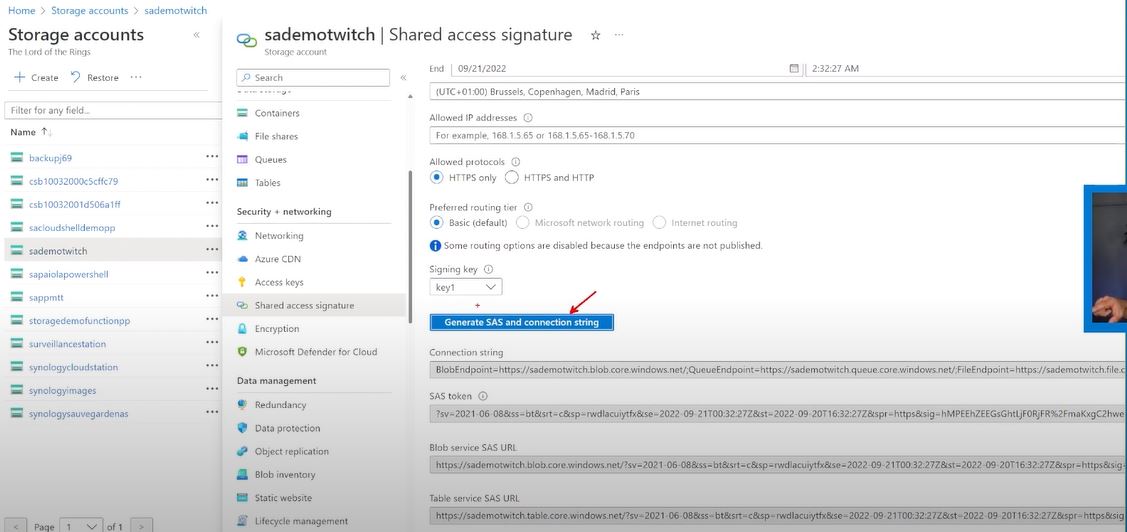 Home > Storage accounts > sademotwitch
Storage accounts «
The Lord of the Rings
+ Create Restore ...
Filter for any field...
Name ↑↓
backupj69 ...
csb10032000c5cffc79 ...
csb10032001d506a1ff ...
sacloudshelldemopp ...
sademotwitch ...
sapaiolapowershell ...
sappmtt ...
storagedemofunctionpp ...
surveillancestation ...
synologycloudstation ...
synologyimages ...
synologysauvegardenas ...
< Page 1 of 1 >
sademotwitch | Shared access signature ☆ ...
Storage account
Search «
Data storage
Containers
File shares
Queues
Tables
Security + networking
Networking
Azure CDN
Access keys
Shared access signature
Encryption
Microsoft Defender for Cloud
Data management
Redundancy
Data protection
Object replication
Blob inventory
Static website
Lifecycle management
End 09/21/2022 2:32:27 AM
(UTC+01:00) Brussels, Copenhagen, Madrid, Paris
Allowed IP addresses
For example, 168.1.5.65 or 168.1.5.65-168.1.5.70
Allowed protocols
HTTPS only HTTPS and HTTP
Preferred routing tier
Basic (default) Microsoft network routing Internet routing
Some routing options are disabled because the endpoints are not published.
Signing key
key1
+
Generate SAS and connection string
Connection string
BlobEndpoint=https://sademotwitch.blob.core.windows.net/;QueueEndpoint=https://sademotwitch.queue.core.windows.net/;FileEndpoint=https://sademotwitch.file.c
SAS token
?sv=2021-06-08&ss=bt&srt=c&sp=rwdlacuiytfx&se=2022-09-21T00:32:27Z&st=2022-09-20T16:32:27Z&spr=https&sig=hMPEEhZEEGsGhtLjF0RjFR%2FmaKxgC2hwe
Blob service SAS URL
https://sademotwitch.blob.core.windows.net/?sv=2021-06-08&ss=bt&srt=c&sp=rwdlacuiytfx&se=2022-09-21T00:32:27Z&st=2022-09-20T16:32:27Z&spr=https&sig=
Table service SAS URL
https://sademotwitch.table.core.windows.net/?sv=2021-06-08&ss=bt&srt=c&sp=rwdlacuiytfx&se=2022-09-21T00:32:27Z&st=2022-09-20T16:32:27Z&spr=https&sig